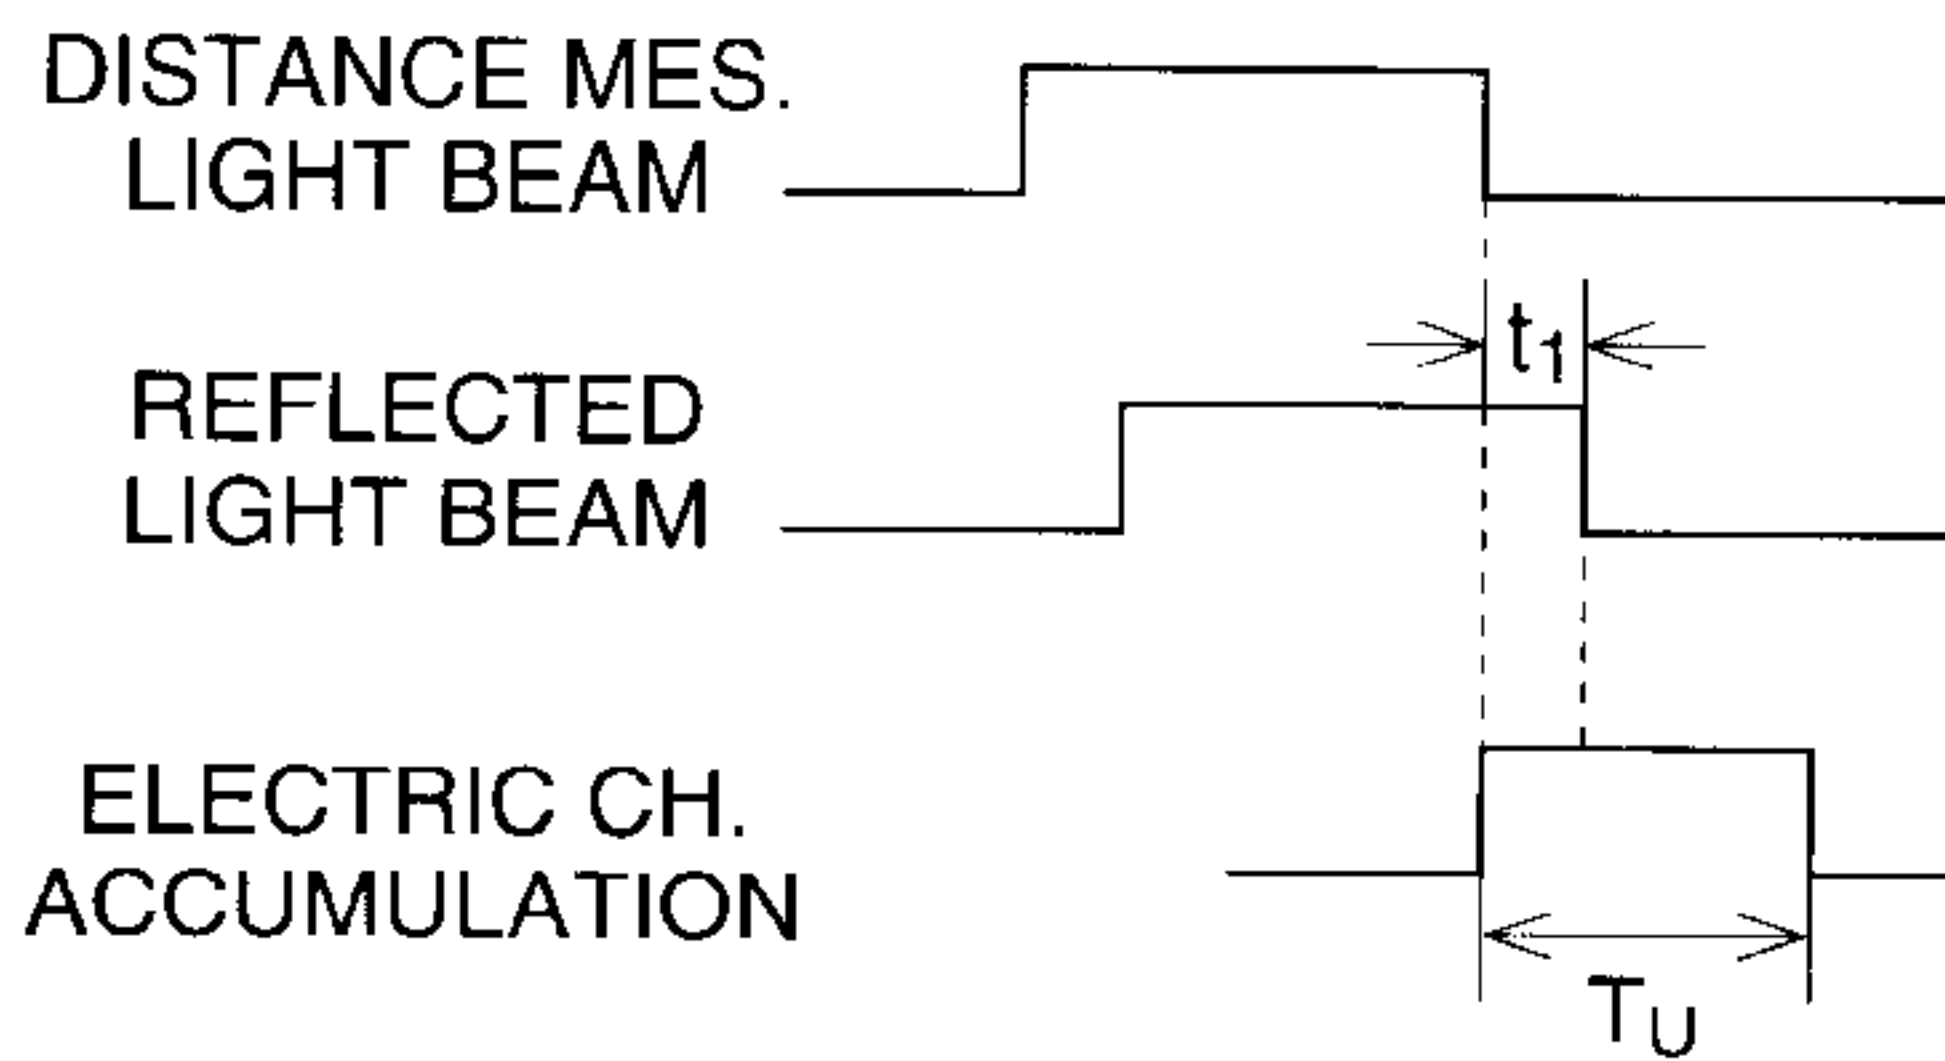 DISTANCE MES.
LIGHT BEAM
t1
REFLECTED
LIGHT BEAM
ELECTRIC CH.
ACCUMULATION
TU